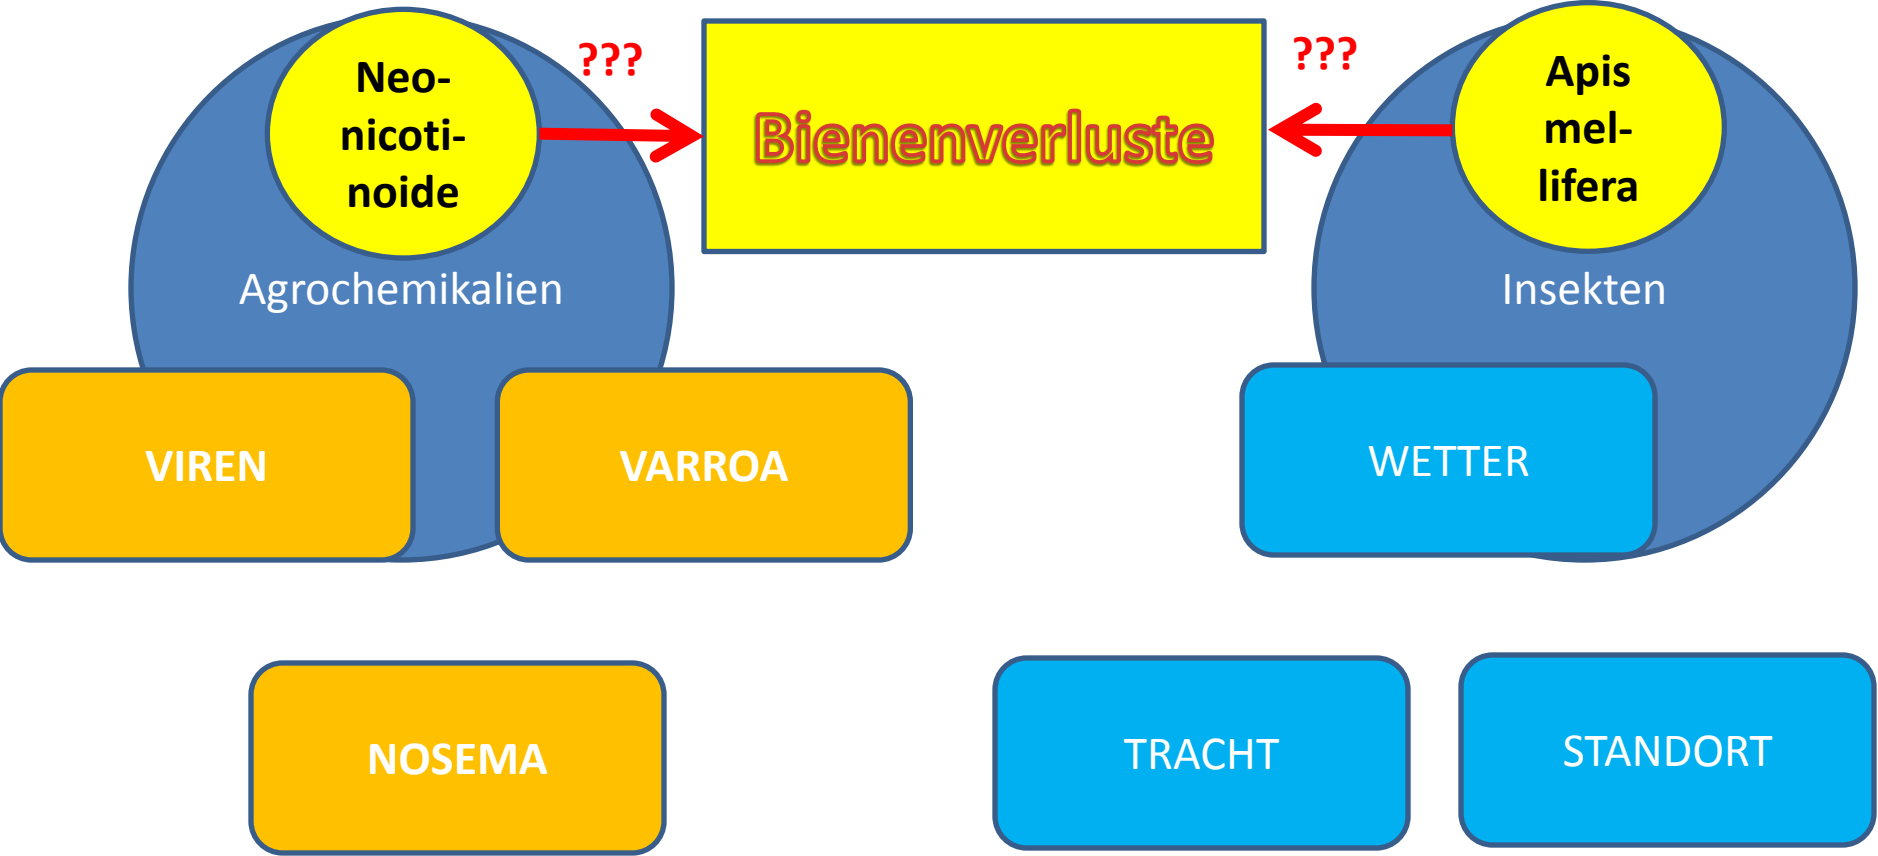 Neo-
nicoti-
noide
???
Bienenverluste
???
Apis
mel-
lifera
Agrochemikalien
Insekten
VIREN
VARROA
WETTER
NOSEMA
TRACHT
STANDORT